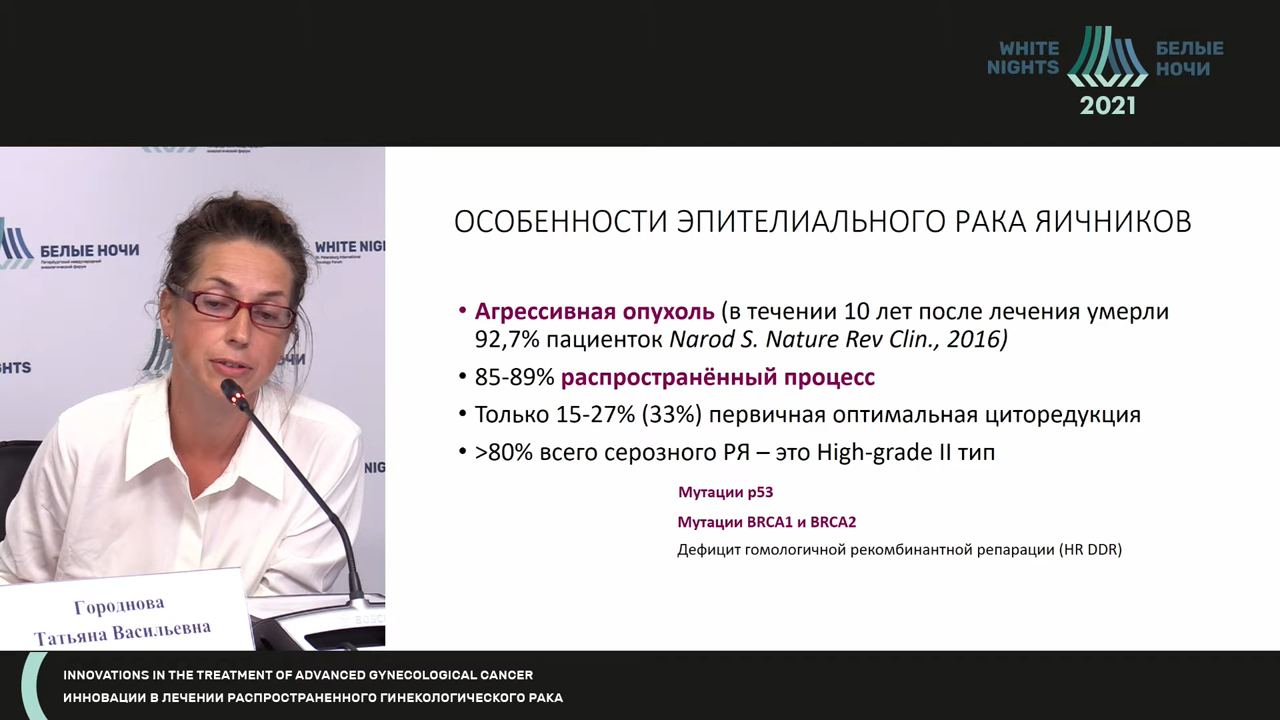 WHITE
NIGHTS
БЕЛЫЕ
НОЧИ
2021
БЕЛЫЕ НОЧИ
WHITE NIGH
ОСОБЕННОСТИ ЭПИТЕЛИАЛЬНОГО РАКА ЯИЧНИКОВ
• Агрессивная опухоль (в течении 10 лет после лечения умерли
92,7% пациенток Narod S. Nature Rev Clin., 2016)
• 85-89% распространённый процесс
• Только 15-27% (33%) первичная оптимальная циторедукция
• >80% всего серозного РЯ – это High-grade II тип
Мутации p53
Мутации BRCA1 и BRCA2
Дефицит гомологичной рекомбинантной репарации (HR DDR)
Городнова
Татьяна Васильевна
INNOVATIONS IN THE TREATMENT OF ADVANCED GYNECOLOGICAL CANCER
ИННОВАЦИИ В ЛЕЧЕНИИ РАСПРОСТРАНЕННОГО ГИНЕКОЛОГИЧЕСКОГО РАКА